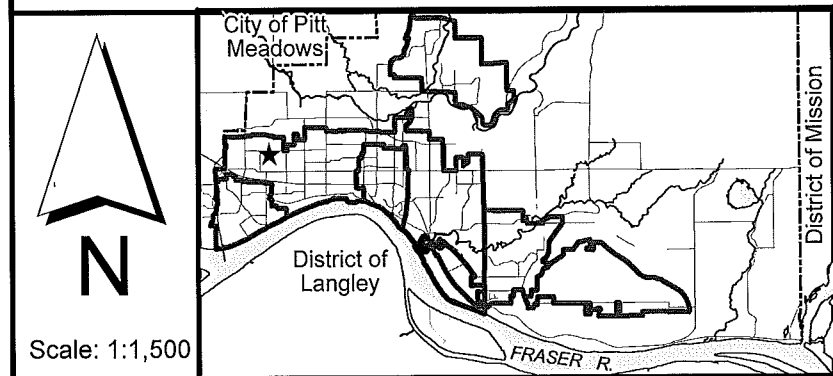 City of Pitt
Meadows
District of Mission
District of
Langley
N
FRASER R.
Scale: 1:1,500